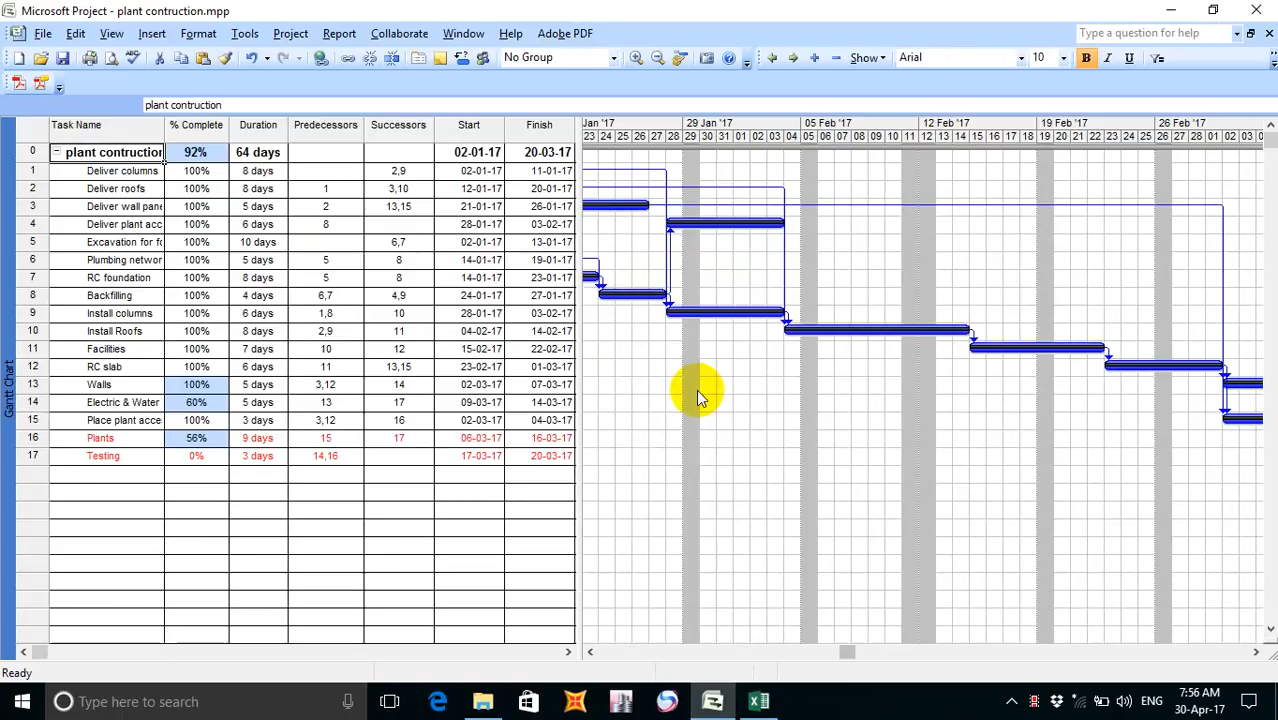 Microsoft Project - plant contruction.mpp
File Edit View Insert Format Tools Project Report Collaborate Window Help Adobe PDF
Type a question for help
No Group Show Arial 10 B I U
plant contruction
Task Name % Complete Duration Predecessors Successors Start Finish
Jan '17 29 Jan '17 05 Feb '17 12 Feb '17 19 Feb '17 26 Feb '17
23 24 25 26 27 28 29 30 31 01 02 03 04 05 06 07 08 09 10 11 12 13 14 15 16 17 18 19 20 21 22 23 24 25 26 27 28 01 02 03
0 plant contruction 92% 64 days 02-01-17 20-03-17
1 Deliver columns 100% 8 days 2,9 02-01-17 11-01-17
2 Deliver roofs 100% 8 days 1 3,10 12-01-17 20-01-17
3 Deliver wall pane 100% 5 days 2 13,15 21-01-17 26-01-17
4 Deliver plant acc 100% 6 days 8 28-01-17 03-02-17
5 Excavation for fo 100% 10 days 6,7 02-01-17 13-01-17
6 Plumbing networ 100% 5 days 5 8 14-01-17 19-01-17
7 RC foundation 100% 8 days 5 8 14-01-17 23-01-17
8 Backfilling 100% 4 days 6,7 4,9 24-01-17 27-01-17
9 Install columns 100% 6 days 1,8 10 28-01-17 03-02-17
10 Install Roofs 100% 8 days 2,9 11 04-02-17 14-02-17
11 Facilities 100% 7 days 10 12 15-02-17 22-02-17
12 RC slab 100% 6 days 11 13,15 23-02-17 01-03-17
13 Walls 100% 5 days 3,12 14 02-03-17 07-03-17
14 Electric & Water 60% 5 days 13 17 09-03-17 14-03-17
15 Place plant acce 100% 3 days 3,12 16 02-03-17 04-03-17
16 Plants 56% 9 days 15 17 06-03-17 16-03-17
17 Testing 0% 3 days 14,16 17-03-17 20-03-17
Gantt Chart
Ready
Type here to search
ENG
7:56 AM
30-Apr-17